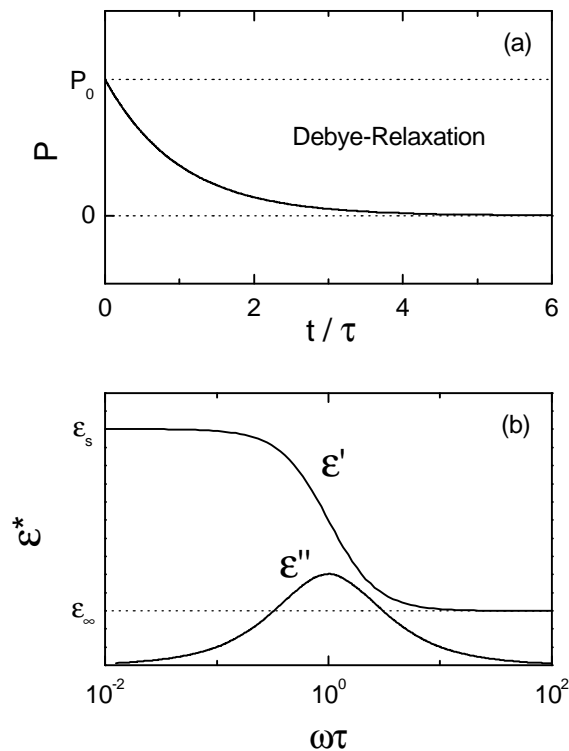 (a)
P₀
Debye-Relaxation
P
0
0 2 4 6
t / τ
(b)
εₛ
ε'
ε*
ε''
ε∞
10⁻² 10⁰ 10²
ωτ